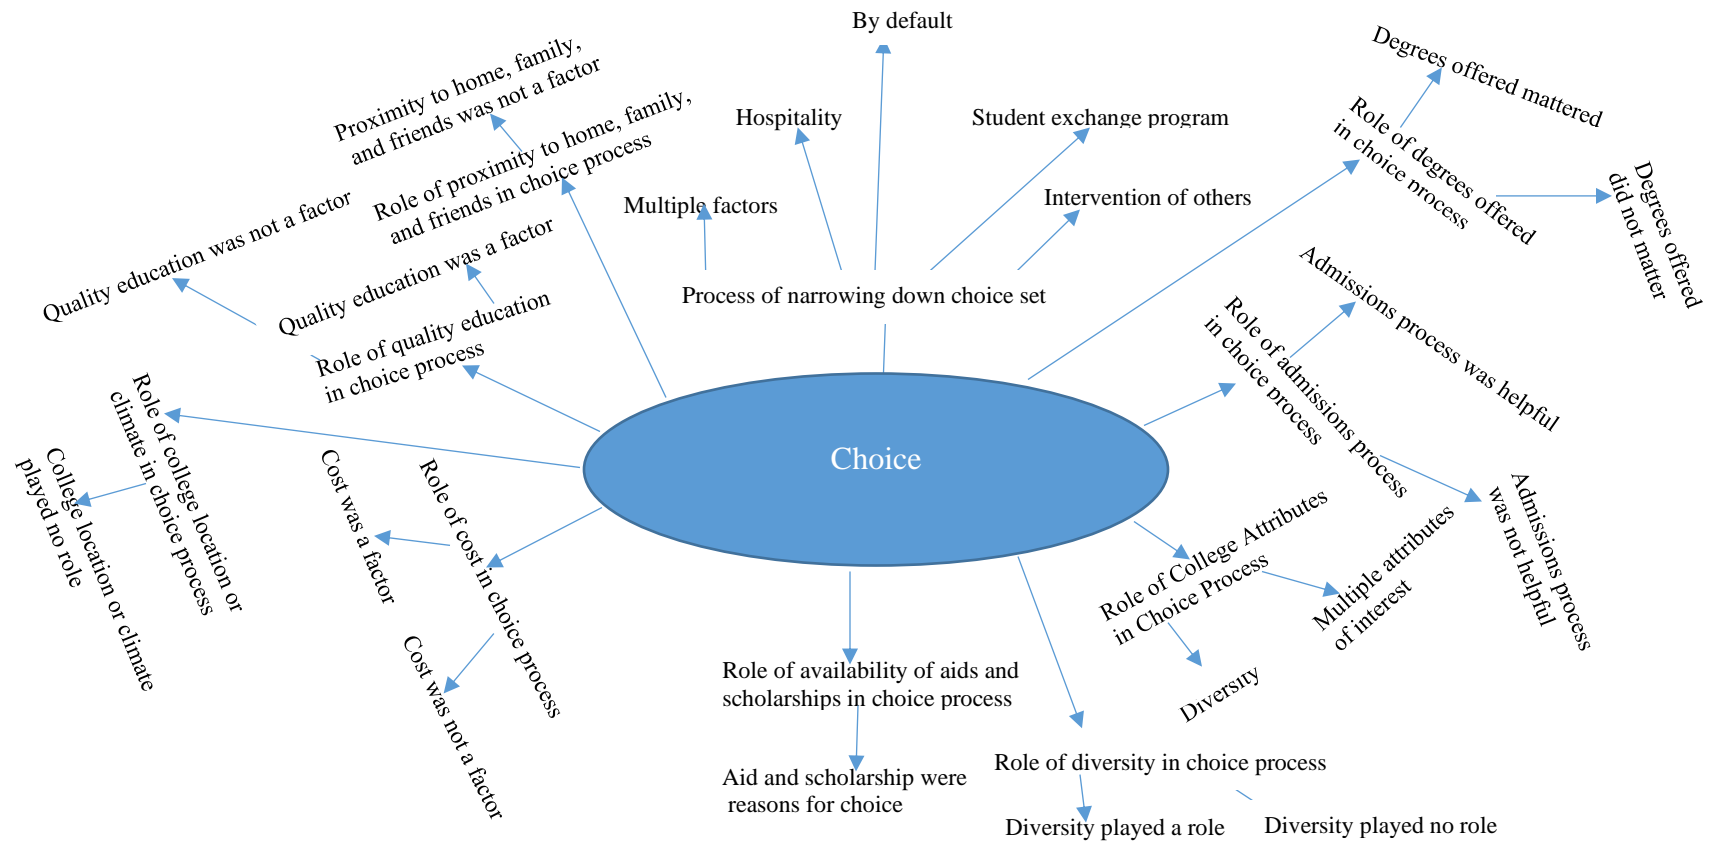 By default
Hospitality
Student exchange program
Multiple factors
Intervention of others
Process of narrowing down choice set
Proximity to home, family,
and friends was not a factor
Role of proximity to home, family,
and friends in choice process
Quality education was not a factor
Quality education was a factor
Role of quality education
in choice process
Degrees offered mattered
Role of degrees offered
in choice process
Degrees offered
did not matter
Admissions process was helpful
Role of admissions process
in choice process
Admissions process
was not helpful
Choice
Role of college location or
climate in choice process
College location or climate
played no role
Cost was a factor
Role of cost in choice process
Cost was not a factor
Role of College Attributes
in Choice Process
Multiple attributes
of interest
Diversity
Role of availability of aids and
scholarships in choice process
Aid and scholarship were
reasons for choice
Role of diversity in choice process
Diversity played a role
Diversity played no role